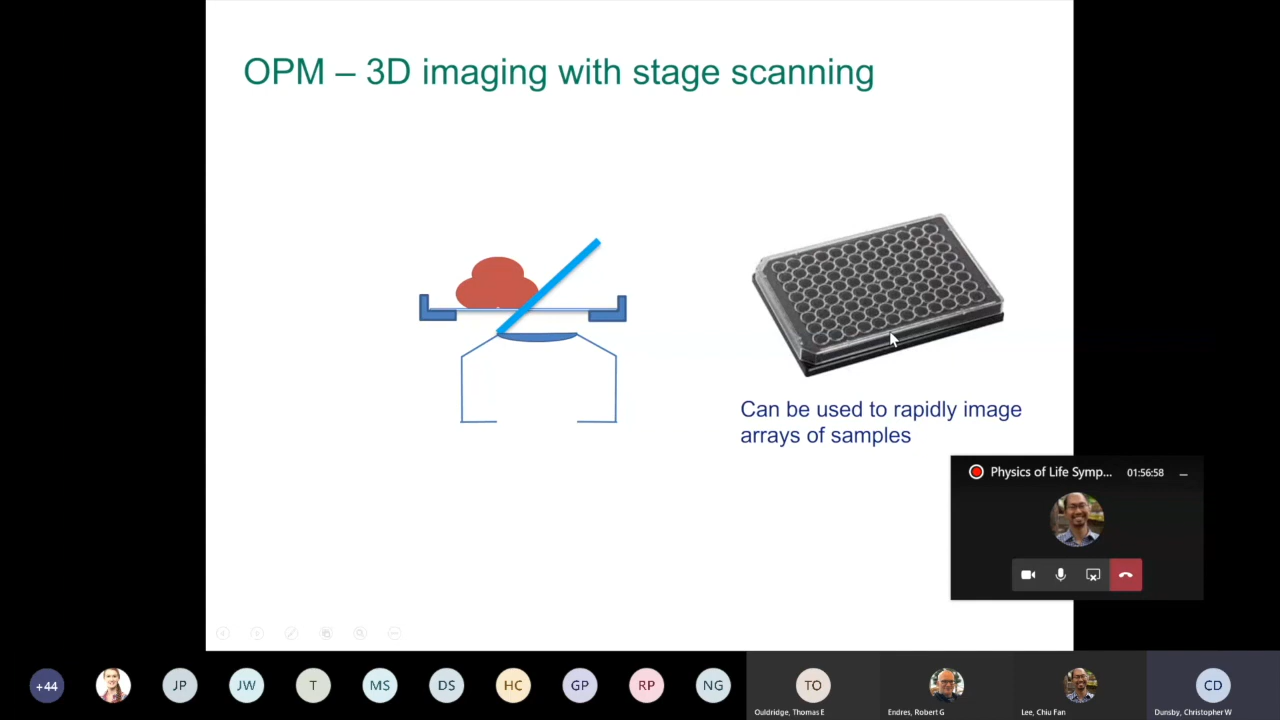 OPM – 3D imaging with stage scanning
Can be used to rapidly image
arrays of samples
Physics of Life Symp...
01:56:58
+44
JP
JW
T
MS
DS
HC
GP
RP
NG
TO
CD
Ouldridge, Thomas E
Endres, Robert G
Lee, Chiu Fan
Dunsby, Christopher W